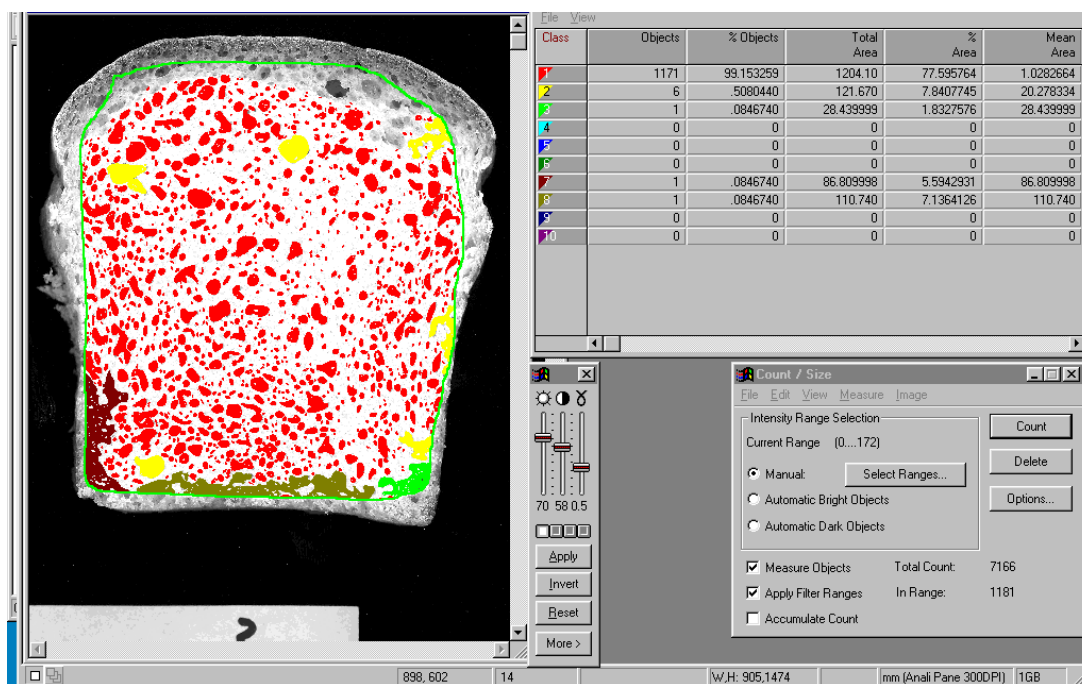 File View
Class Objects % Objects Total Area % Area Mean Area
1 1171 99.153259 1204.10 77.595764 1.0282664
2 6 .5080440 121.670 7.8407745 20.278334
3 1 .0846740 28.439999 1.8327576 28.439999
4 0 0 0 0 0
5 0 0 0 0 0
6 0 0 0 0 0
7 1 .0846740 86.809998 5.5942931 86.809998
8 1 .0846740 110.740 7.1364126 110.740
9 0 0 0 0 0
10 0 0 0 0 0
Count / Size
File Edit View Measure Image
Intensity Range Selection
Current Range (0....172)
Manual: Select Ranges...
Automatic Bright Objects
Automatic Dark Objects
Measure Objects Total Count: 7166
Apply Filter Ranges In Range: 1181
Accumulate Count
Count
Delete
Options...
70 58 0.5
Apply
Invert
Reset
More >
898, 602 14 W,H: 905,1474 mm (Anali Pane 300DPI) 1GB